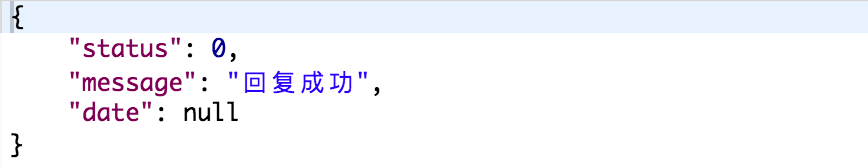 {
    "status": 0,
    "message": "回复成功",
    "date": null
}